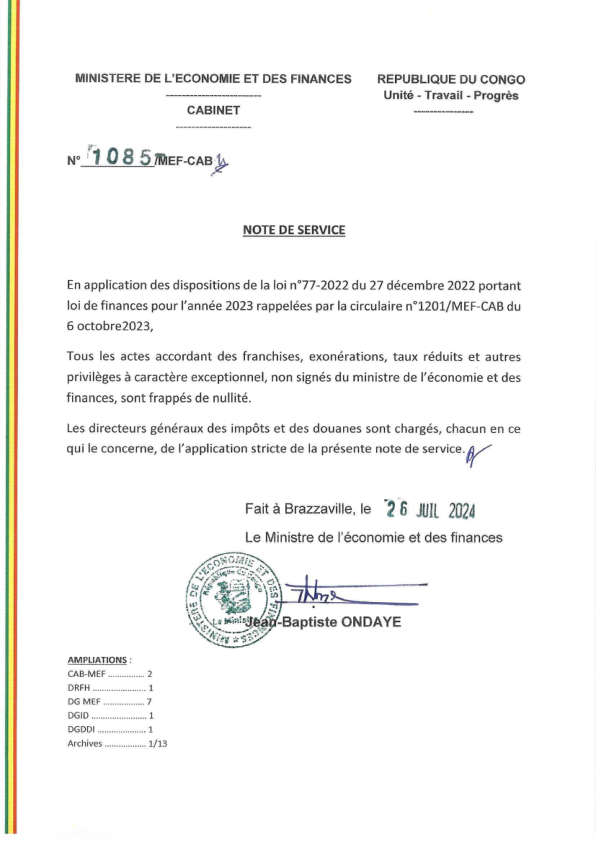 MINISTERE DE L'ECONOMIE ET DES FINANCES
REPUBLIQUE DU CONGO
Unité - Travail - Progrès
CABINET
N° 1085/MEF-CAB
NOTE DE SERVICE
En application des dispositions de la loi n°77-2022 du 27 décembre 2022 portant
loi de finances pour l'année 2023 rappelées par la circulaire n°1201/MEF-CAB du
6 octobre2023,
Tous les actes accordant des franchises, exonérations, taux réduits et autres
privilèges à caractère exceptionnel, non signés du ministre de l'économie et des
finances, sont frappés de nullité.
Les directeurs généraux des impôts et des douanes sont chargés, chacun en ce
qui le concerne, de l'application stricte de la présente note de service.
Fait à Brazzaville, le 26 JUIL 2024
Le Ministre de l'économie et des finances
MINISTERE DE L'ECONOMIE ET DES FINANCES
République du Congo
Le Ministre
Jean-Baptiste ONDAYE
AMPLIATIONS :
CAB-MEF ............... 2
DRFH ...................... 1
DG MEF ................. 7
DGID ...................... 1
DGDDI .................... 1
Archives ................. 1/13